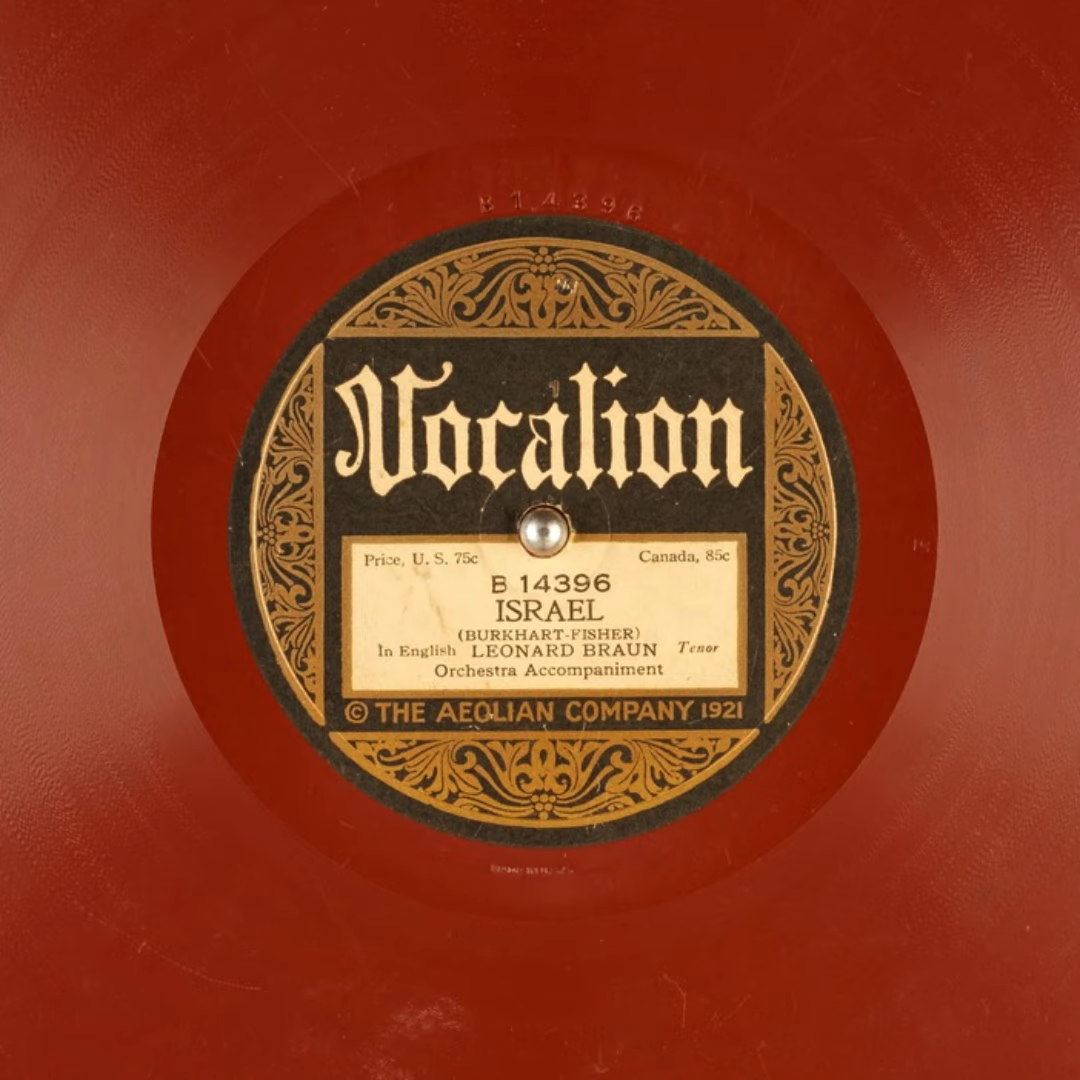 B 14396
Vocalion
Price, U. S. 75c Canada, 85c
B 14396
ISRAEL
(BURKHART-FISHER)
In English LEONARD BRAUN Tenor
Orchestra Accompaniment
© THE AEOLIAN COMPANY 1921